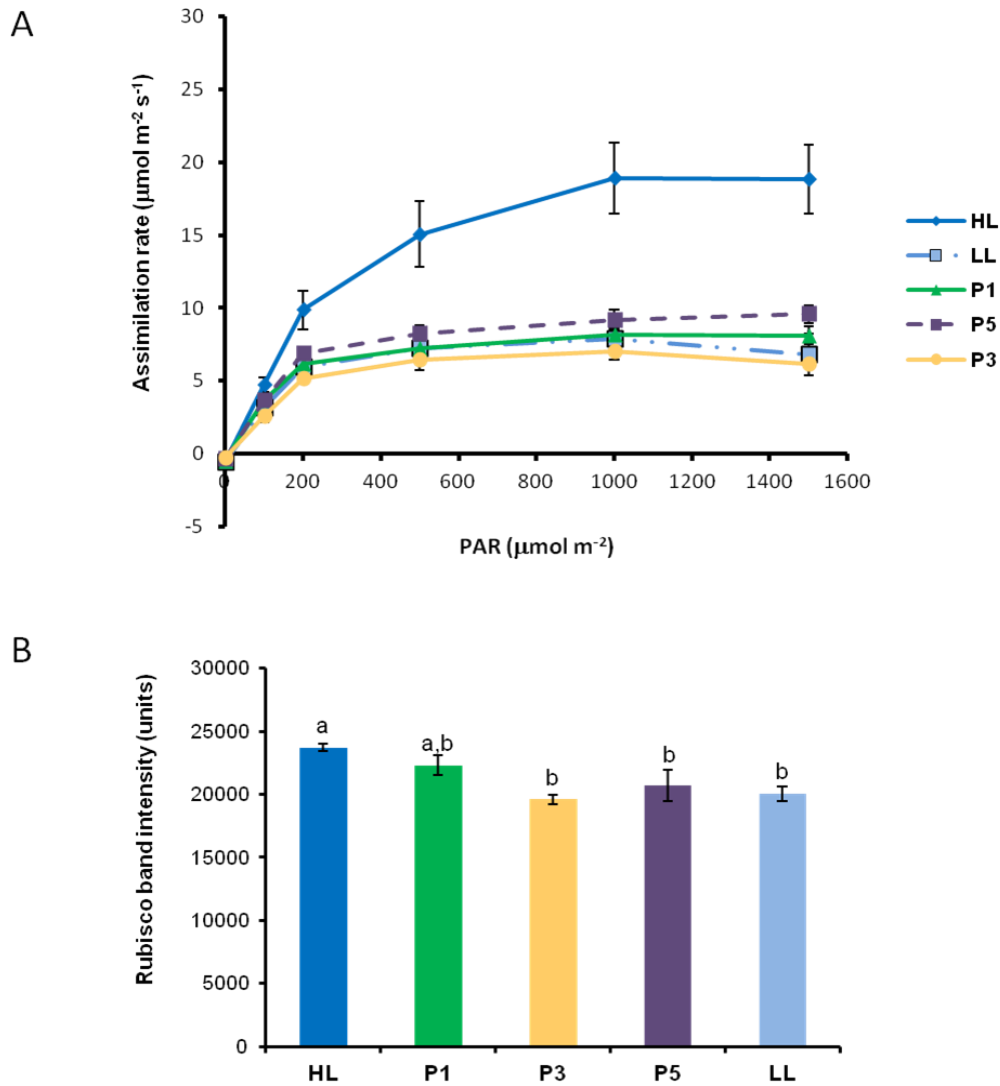 A
30
25
20
15
10
5
0
-5
Assimilation rate (µmol m⁻² s⁻¹)
0 200 400 600 800 1000 1200 1400 1600
PAR (µmol m⁻²)
HL
LL
P1
P5
P3
B
30000
25000
20000
15000
10000
5000
0
Rubisco band intensity (units)
a a,b b b b
HL P1 P3 P5 LL